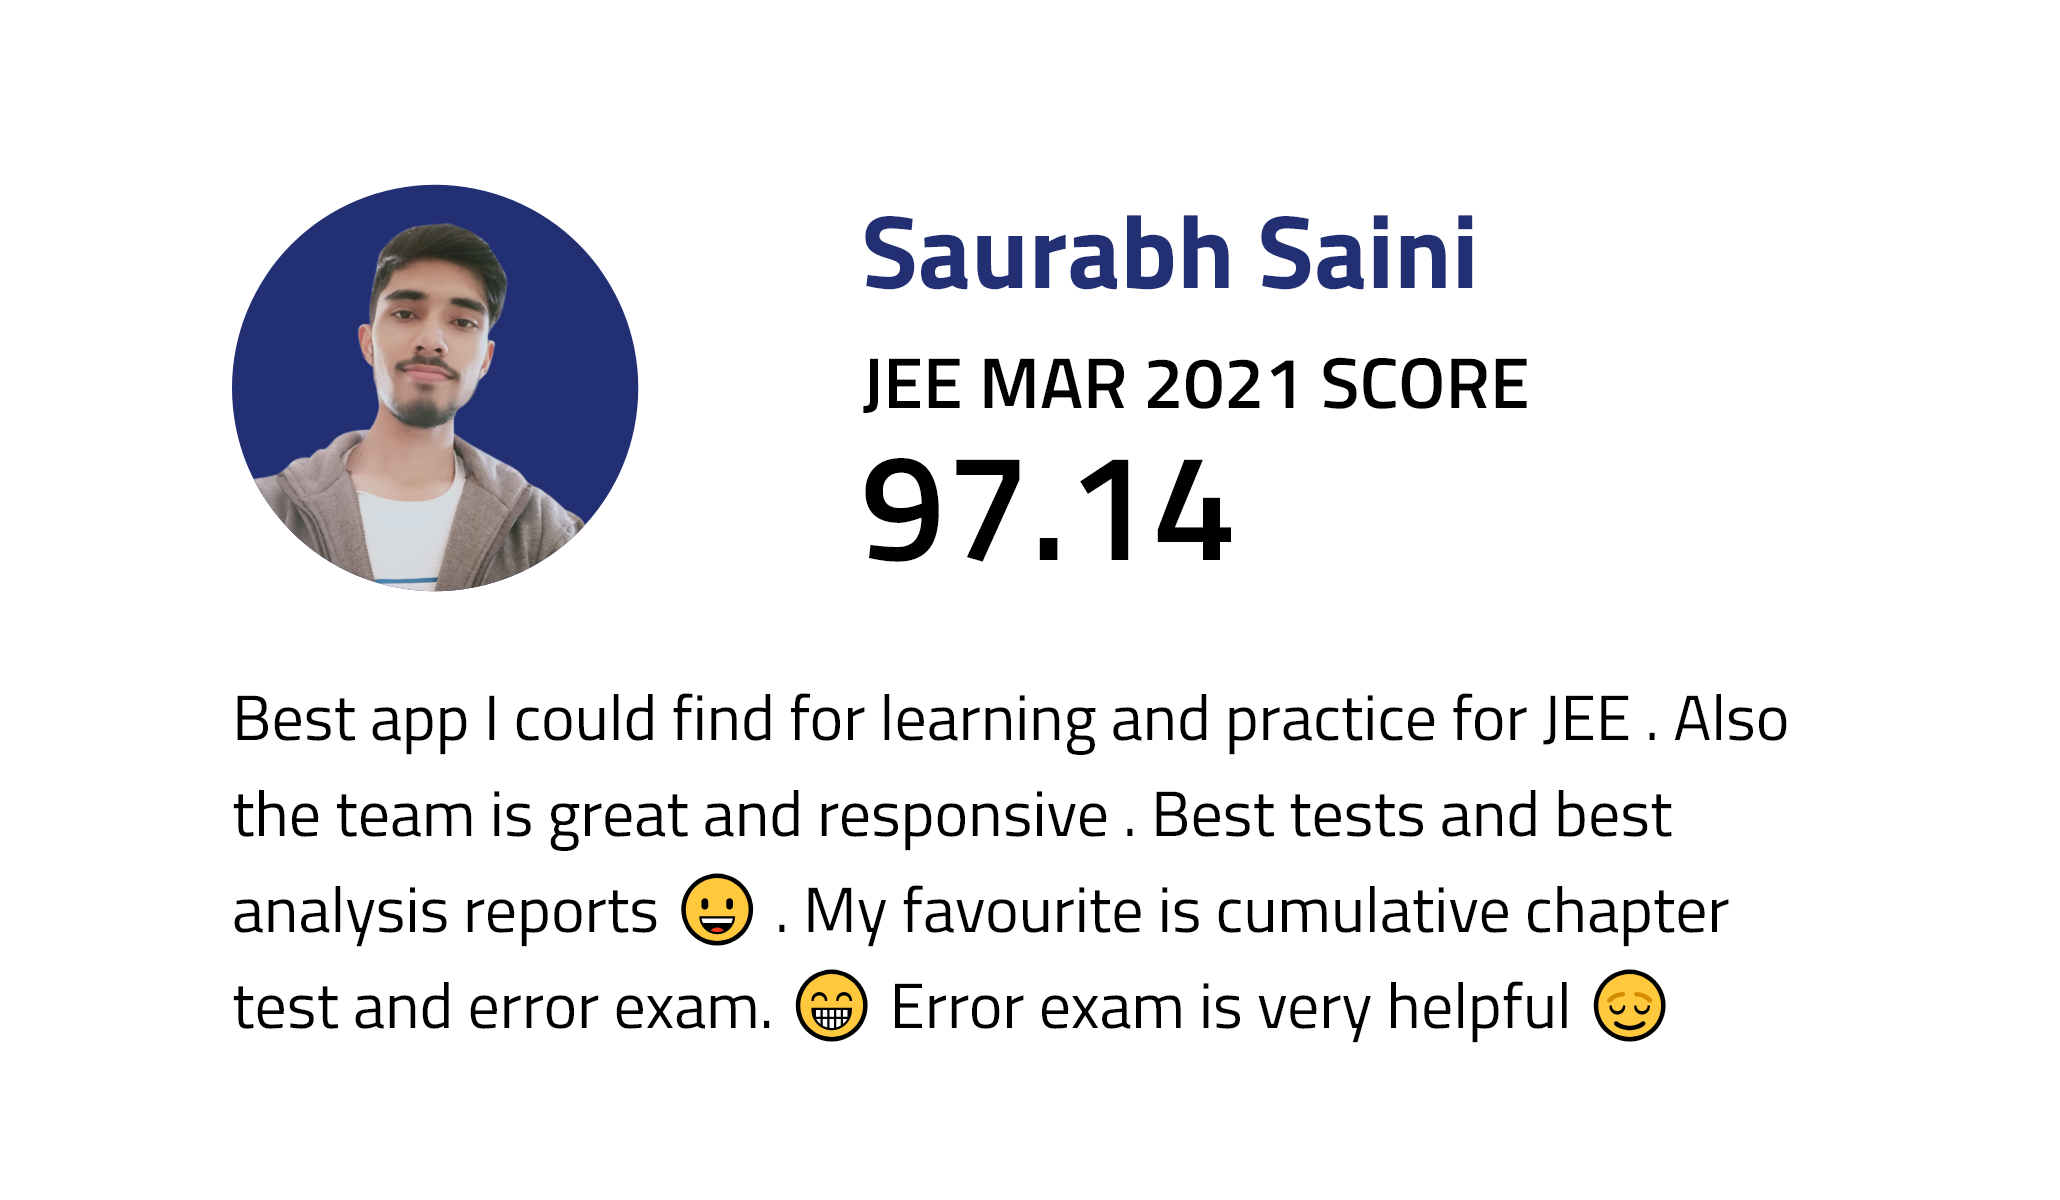 Saurabh Saini
JEE MAR 2021 SCORE
97.14
Best app I could find for learning and practice for JEE . Also
the team is great and responsive . Best tests and best
analysis reports 😀 . My favourite is cumulative chapter
test and error exam. 😁 Error exam is very helpful 😌